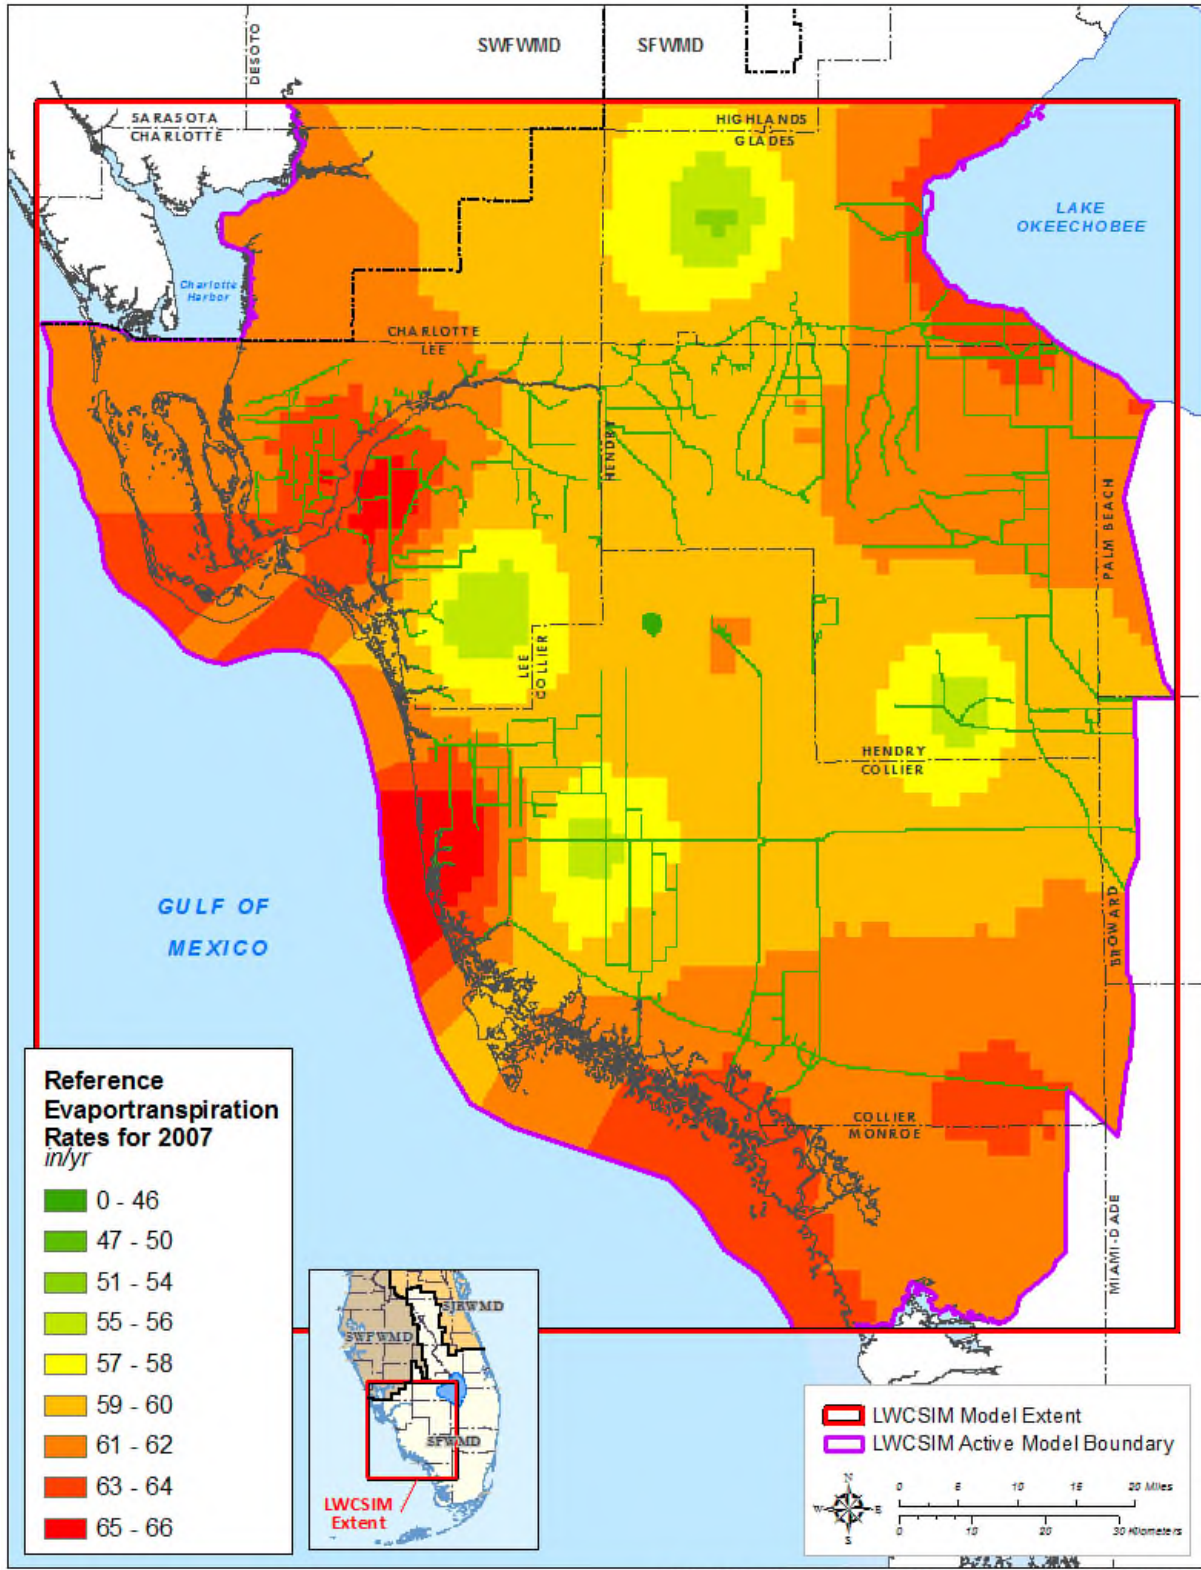 DESOTO
SWFWMD
SFWMD
SARASOTA
CHARLOTTE
HIGHLANDS
GLADES
LAKE
OKEECHOBEE
Charlotte
Harbor
CHARLOTTE
LEE
HENDRY
PALM BEACH
LEE
COLLIER
HENDRY
COLLIER
GULF OF
MEXICO
BROWARD
COLLIER
MONROE
MIAMI-DADE
Reference
Evaportranspiration
Rates for 2007
in/yr
0 - 46
47 - 50
51 - 54
55 - 56
57 - 58
59 - 60
61 - 62
63 - 64
65 - 66
SJRWMD
SWFWMD
SFWMD
LWCSIM
Extent
LWCSIM Model Extent
LWCSIM Active Model Boundary
N
W
E
S
0 5 10 15 20 Miles
0 10 20 30 Kilometers